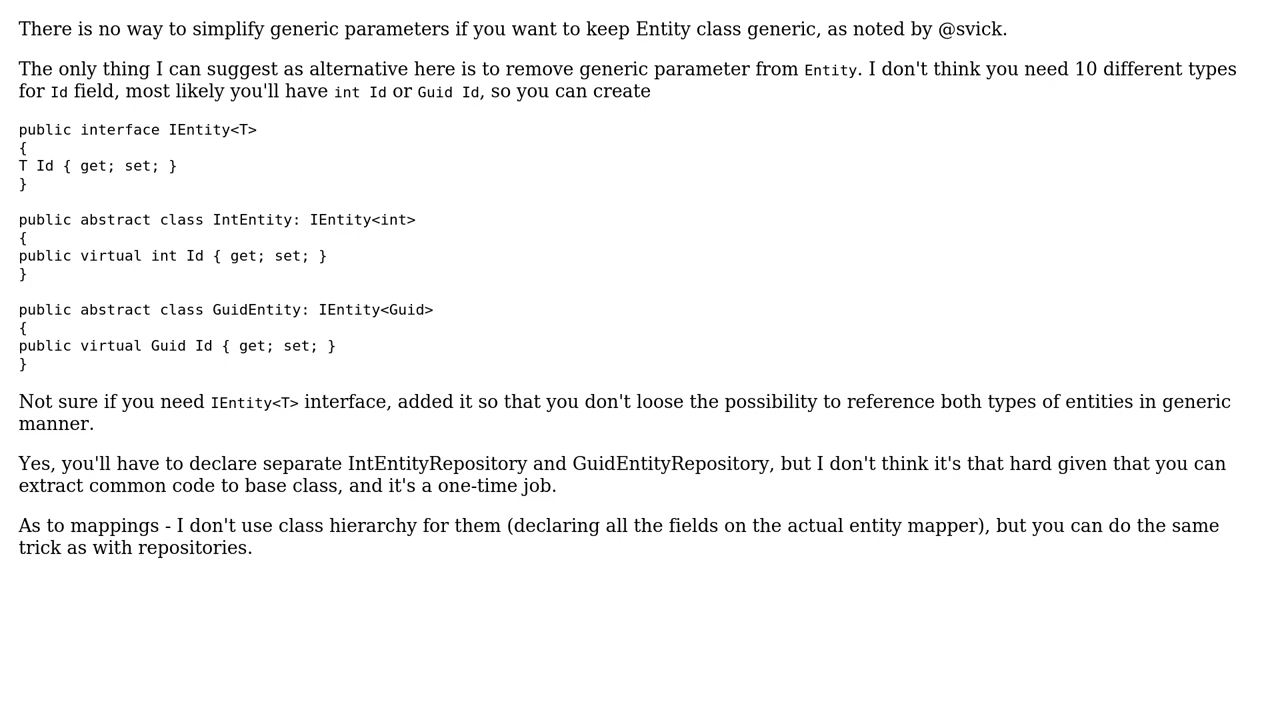 There is no way to simplify generic parameters if you want to keep Entity class generic, as noted by @svick.
The only thing I can suggest as alternative here is to remove generic parameter from Entity. I don't think you need 10 different types
for Id field, most likely you'll have int Id or Guid Id, so you can create
public interface IEntity<T>
{
T Id { get; set; }
}
public abstract class IntEntity: IEntity<int>
{
public virtual int Id { get; set; }
}
public abstract class GuidEntity: IEntity<Guid>
{
public virtual Guid Id { get; set; }
}
Not sure if you need IEntity<T> interface, added it so that you don't loose the possibility to reference both types of entities in generic
manner.
Yes, you'll have to declare separate IntEntityRepository and GuidEntityRepository, but I don't think it's that hard given that you can
extract common code to base class, and it's a one-time job.
As to mappings - I don't use class hierarchy for them (declaring all the fields on the actual entity mapper), but you can do the same
trick as with repositories.